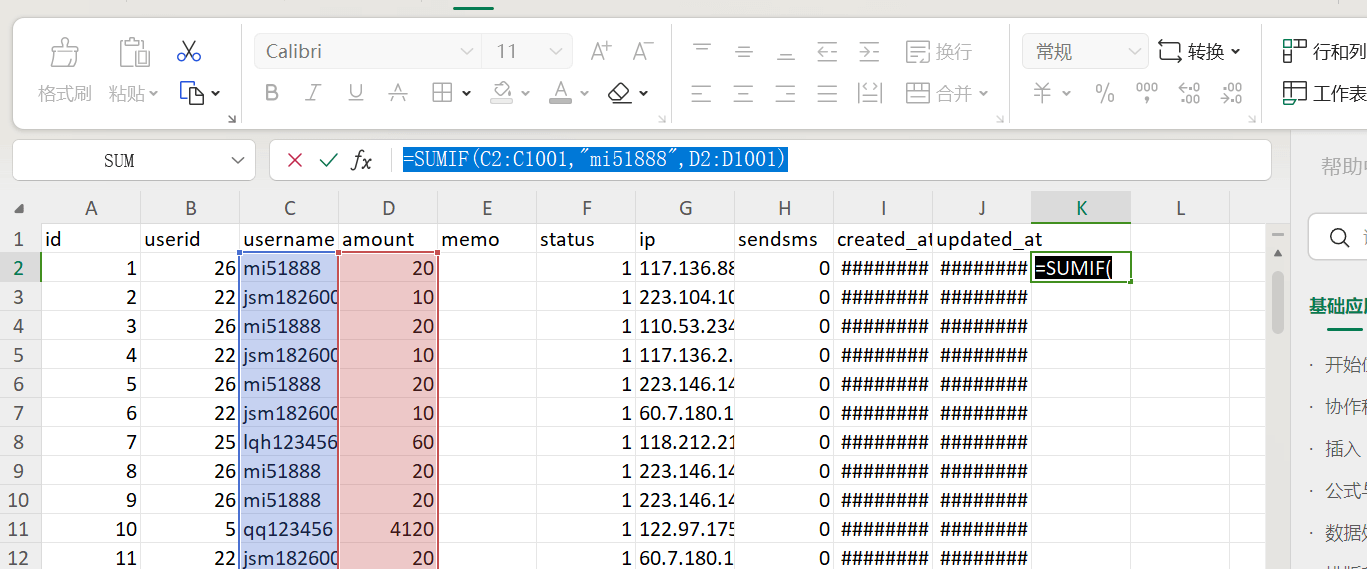 Calibri 11 A+ A- 换行 常规 转换 行和列
格式刷 粘贴 B I U A A 合并 ¥ % 工作表
SUM fx =SUMIF(C2:C1001,"mi51888",D2:D1001)
帮助中
A B C D E F G H I J K L
1 id userid username amount memo status ip sendsms created_at updated_at
2 1 26 mi51888 20 1 117.136.88 0 ######## ######## =SUMIF(
3 2 22 jsm182600 10 1 223.104.10 0 ######## ########
4 3 26 mi51888 20 1 110.53.234 0 ######## ########
基础应用
5 4 22 jsm182600 10 1 117.136.2. 0 ######## ########
· 开始使
6 5 26 mi51888 20 1 223.146.14 0 ######## ########
· 协作和
7 6 22 jsm182600 10 1 60.7.180.1 0 ######## ########
8 7 25 lqh123456 60 1 118.212.21 0 ######## ########
· 插入
9 8 26 mi51888 20 1 223.146.14 0 ######## ########
10 9 26 mi51888 20 1 223.146.14 0 ######## ########
· 公式与
11 10 5 qq123456 4120 1 122.97.175 0 ######## ########
· 数据处
12 11 22 jsm182600 20 1 60.7.180.1 0 ######## ########